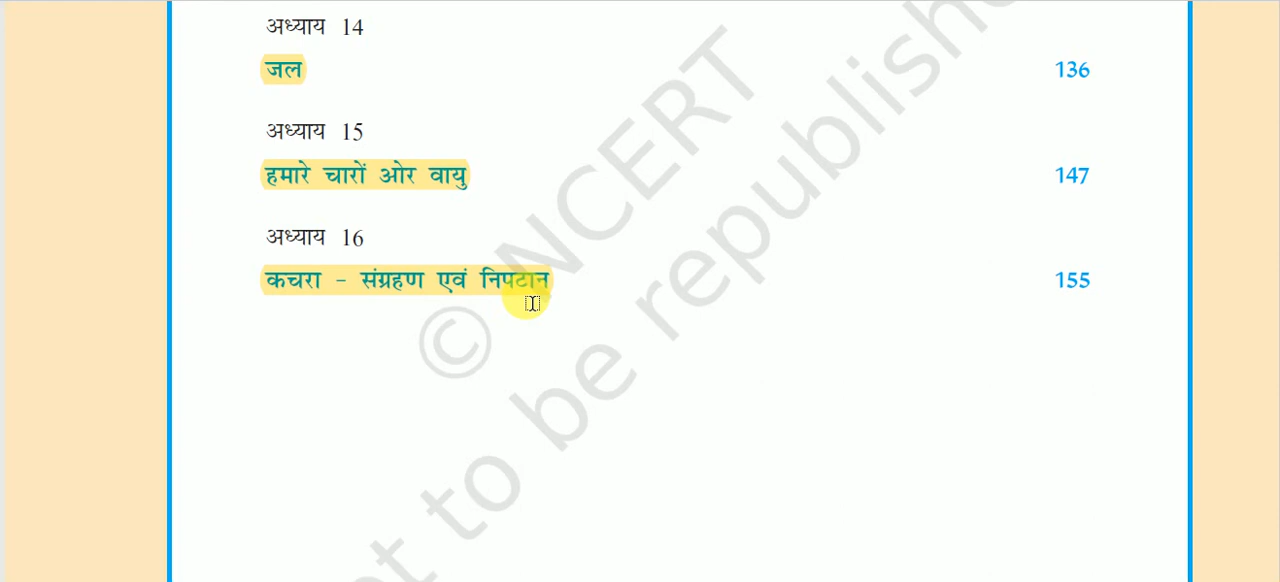 अध्याय 14
जल 136
अध्याय 15
हमारे चारों ओर वायु 147
अध्याय 16
कचरा - संग्रहण एवं निपटान 155
© NCERT
not to be republished